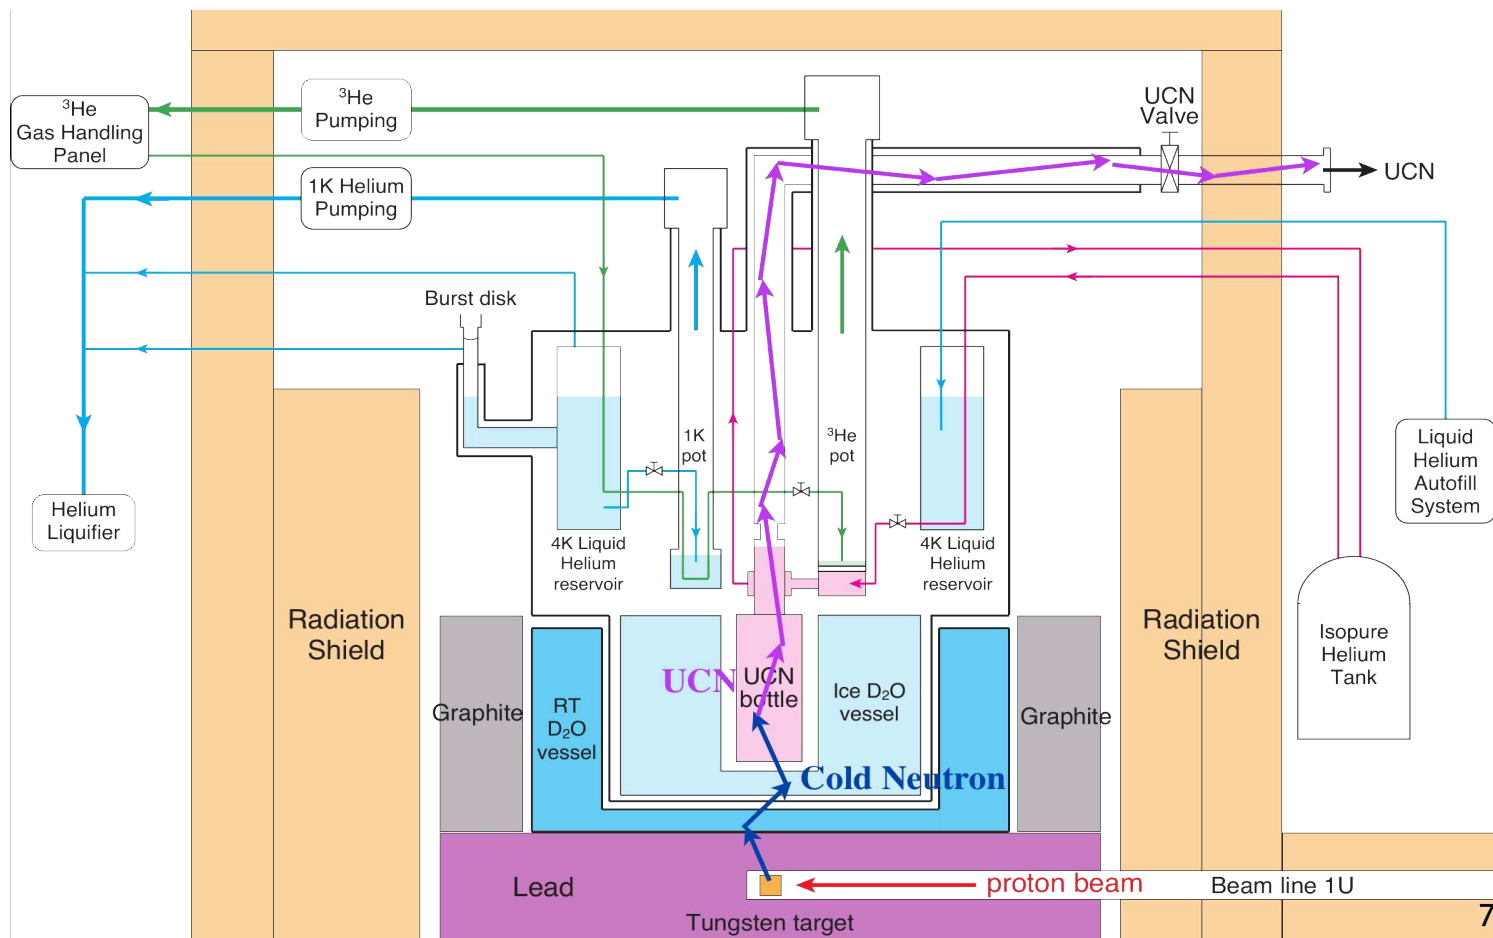 ³He
Gas Handling
Panel
³He
Pumping
1K Helium
Pumping
UCN
Valve
UCN
Burst disk
1K
pot
³He
pot
Liquid
Helium
Autofill
System
Helium
Liquifier
4K Liquid
Helium
reservoir
4K Liquid
Helium
reservoir
Radiation
Shield
Radiation
Shield
Isopure
Helium
Tank
Graphite
RT
D₂O
vessel
UCN
UCN
bottle
Ice D₂O
vessel
Graphite
Cold Neutron
Lead
proton beam
Beam line 1U
Tungsten target
7